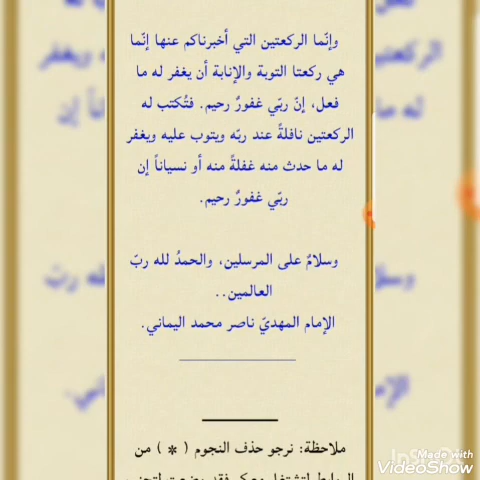 وإنّما الركعتين التي أخبرناكم عنها إنّما
هي ركعتا التوبة والإنابة أن يغفر له ما
فعل، إنّ ربّي غفورٌ رحيم. فتُكتب له
الركعتين نافلةً عند ربّه ويتوب عليه ويغفر
له ما حدث منه غفلةً منه أو نسياناً إن
ربّي غفورٌ رحيم.
وسلامٌ على المرسلين، والحمدُ لله ربّ
العالمين..
الإمام المهديّ ناصر محمد اليماني.
ملاحظة: نرجو حذف النجوم ( * ) من
Made with
VideoShow